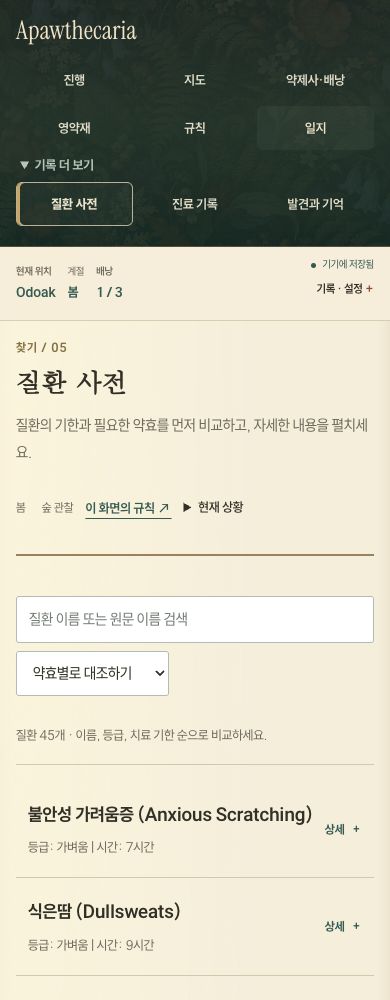 Apawthecaria
진행 지도 약제사·배낭
영약재 규칙 일지
▼ 기록 더 보기
질환 사전 진료 기록 발견과 기억
현재 위치 계절 배낭
Odoak 봄 1 / 3
● 기기에 저장됨
기록 · 설정 +
찾기 / 05
질환 사전
질환의 기한과 필요한 약효를 먼저 비교하고, 자세한 내용을 펼치세
요.
봄 숲 관찰 이 화면의 규칙 ↗ ▶ 현재 상황
질환 이름 또는 원문 이름 검색
약효별로 대조하기
질환 45개 · 이름, 등급, 치료 기한 순으로 비교하세요.
불안성 가려움증 (Anxious Scratching)
등급: 가벼움 | 시간: 7시간
상세 +
식은땀 (Dullsweats)
등급: 가벼움 | 시간: 9시간
상세 +